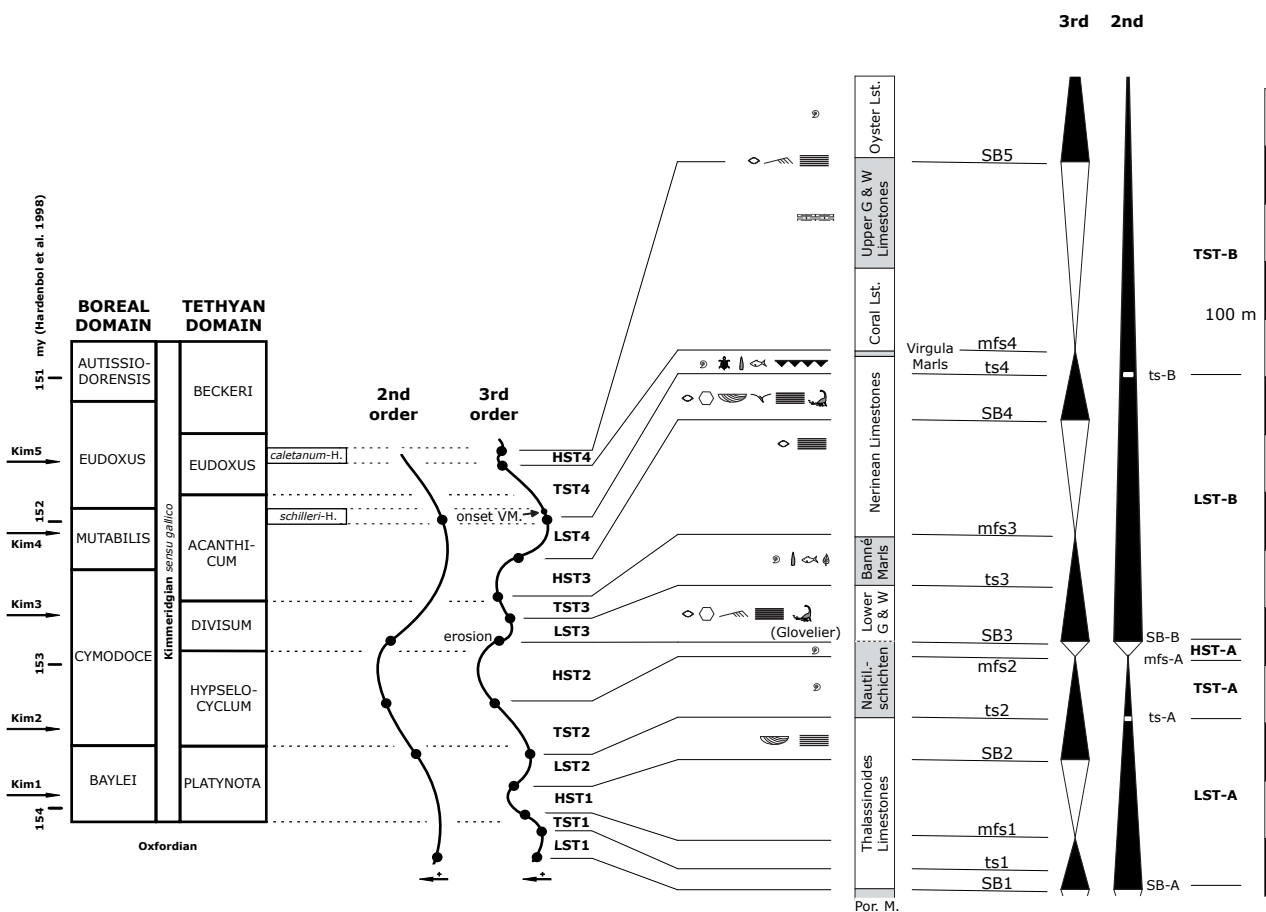 3rd 2nd
my (Hardenbol et al. 1998)
151
152
153
154
Kim5
Kim4
Kim3
Kim2
Kim1
BOREAL
DOMAIN
AUTISSIO-
DORENSIS
EUDOXUS
MUTABILIS
CYMODOCE
BAYLEI
Kimmeridgian sensu gallico
TETHYAN
DOMAIN
BECKERI
EUDOXUS
ACANTHI-
CUM
DIVISUM
HYPSELO-
CYCLUM
PLATYNOTA
Oxfordian
caletanum-H.
schilleri-H.
2nd
order
3rd
order
onset VM.
erosion
+
+
HST4
TST4
LST4
HST3
TST3
LST3
HST2
TST2
LST2
HST1
TST1
LST1
(Glovelier)
Oyster Lst.
Upper G & W
Limestones
Coral Lst.
Nerinean Limestones
Banné
Marls
Lower
G & W
Nautil.-
schichten
Thalassinoides
Limestones
Por. M.
Virgula
Marls
SB5
mfs4
ts4
SB4
mfs3
ts3
SB3
mfs2
ts2
SB2
mfs1
ts1
SB1
ts-B
SB-B
mfs-A
ts-A
SB-A
TST-B
100 m
LST-B
HST-A
TST-A
LST-A